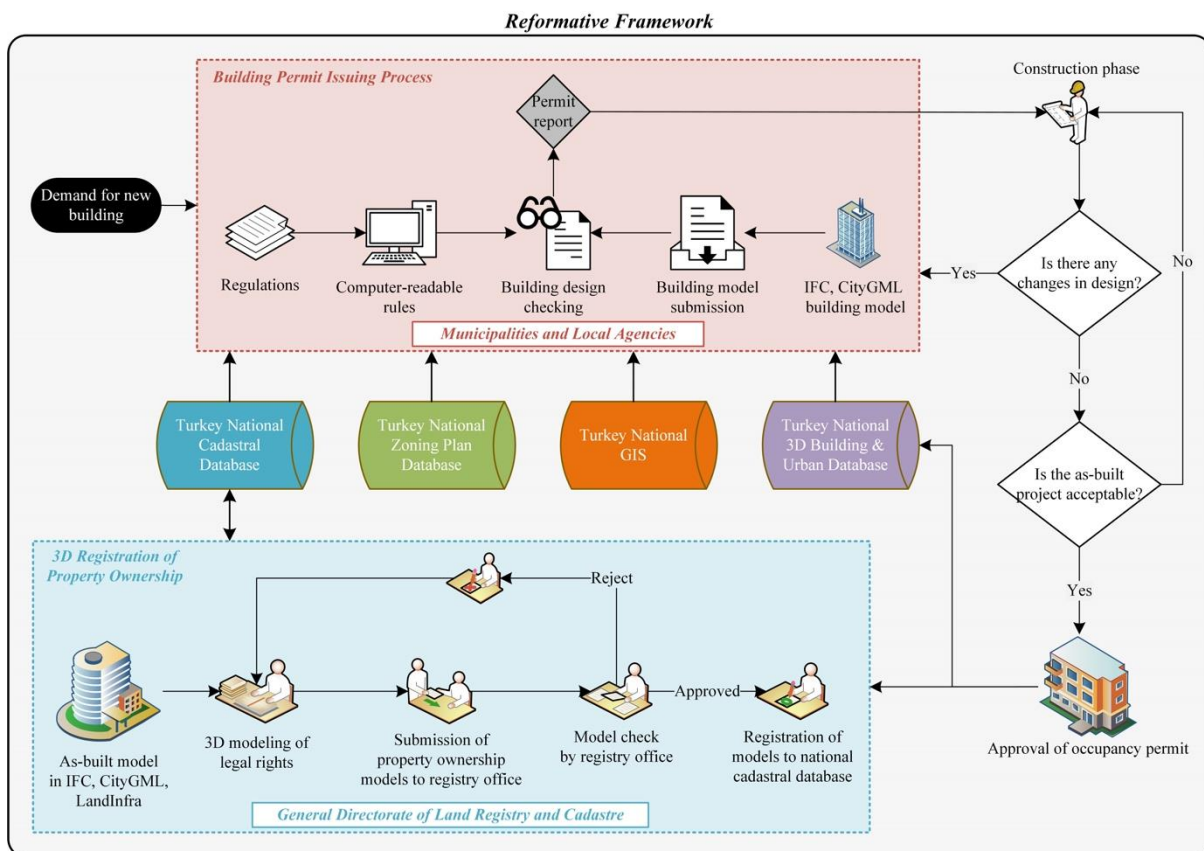 Reformative Framework
Building Permit Issuing Process
Construction phase
Permit
report
Demand for new
building
Regulations
Computer-readable
rules
Building design
checking
Building model
submission
IFC, CityGML
building model
Municipalities and Local Agencies
Is there any
changes in design?
Yes
No
No
Turkey National
Cadastral
Database
Turkey National
Zoning Plan
Database
Turkey National
GIS
Turkey National
3D Building &
Urban Database
Is the as-built
project acceptable?
Yes
3D Registration of
Property Ownership
Reject
Approved
As-built model
in IFC, CityGML,
LandInfra
3D modeling of
legal rights
Submission of
property ownership
models to registry office
Model check
by registry office
Registration of
models to national
cadastral database
Approval of occupancy permit
General Directorate of Land Registry and Cadastre